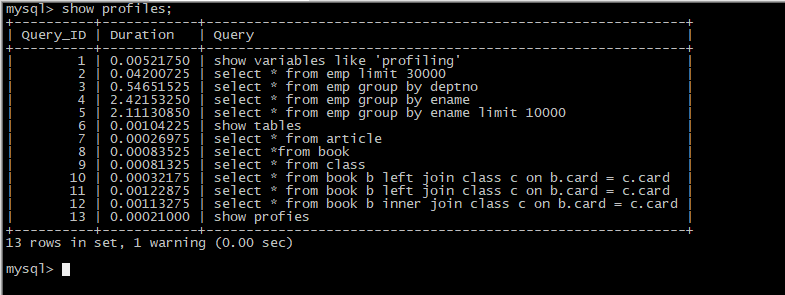 mysql> show profiles;
+----------+------------+-----------------------------------------------------------+
| Query_ID | Duration | Query |
+----------+------------+-----------------------------------------------------------+
| 1 | 0.00521750 | show variables like 'profiling' |
| 2 | 0.04200725 | select * from emp limit 30000 |
| 3 | 0.54651525 | select * from emp group by deptno |
| 4 | 2.42153250 | select * from emp group by ename |
| 5 | 2.11130850 | select * from emp group by ename limit 10000 |
| 6 | 0.00104225 | show tables |
| 7 | 0.00026975 | select * from article |
| 8 | 0.00083525 | select *from book |
| 9 | 0.00081325 | select * from class |
| 10 | 0.00032175 | select * from book b left join class c on b.card = c.card |
| 11 | 0.00122875 | select * from book b left join class c on b.card = c.card |
| 12 | 0.00113275 | select * from book b inner join class c on b.card = c.card |
| 13 | 0.00021000 | show profies |
+----------+------------+-----------------------------------------------------------+
13 rows in set, 1 warning (0.00 sec)
mysql>